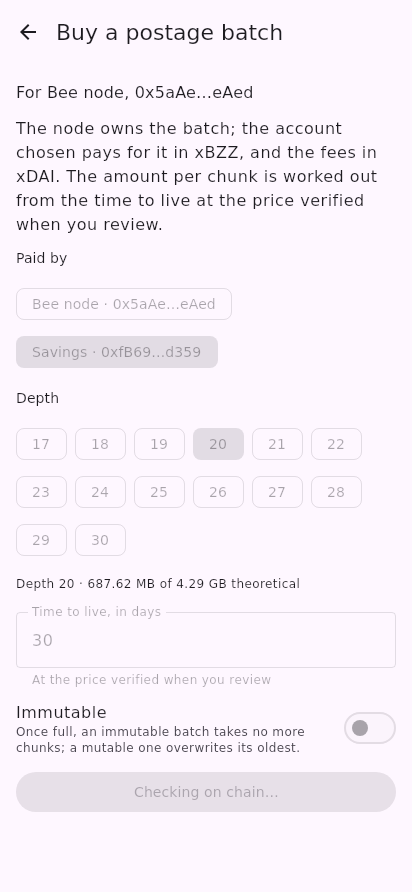 Buy a postage batch
For Bee node, 0x5aAe…eAed
The node owns the batch; the account
chosen pays for it in xBZZ, and the fees in
xDAI. The amount per chunk is worked out
from the time to live at the price verified
when you review.
Paid by
Bee node · 0x5aAe…eAed
Savings · 0xfB69…d359
Depth
17 18 19 20 21 22
23 24 25 26 27 28
29 30
Depth 20 · 687.62 MB of 4.29 GB theoretical
Time to live, in days
30
At the price verified when you review
Immutable
Once full, an immutable batch takes no more
chunks; a mutable one overwrites its oldest.
Checking on chain…